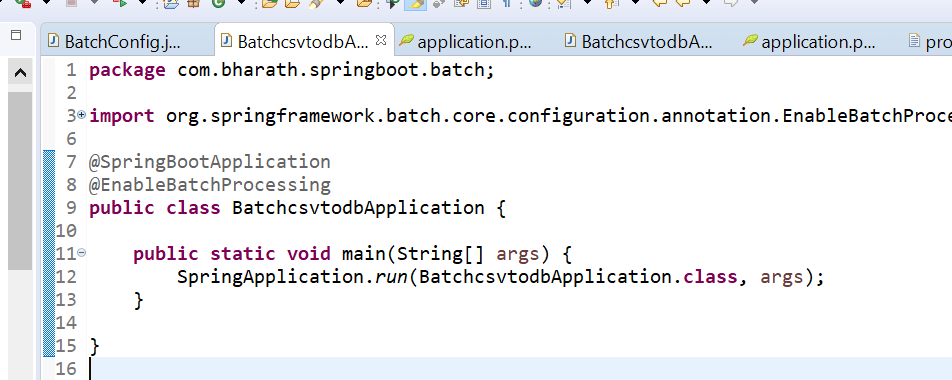 BatchConfig.j... BatchcsvtodbA... application.p... BatchcsvtodbA... application.p... pro
1 package com.bharath.springboot.batch;
2
3 import org.springframework.batch.core.configuration.annotation.EnableBatchProce
6
7 @SpringBootApplication
8 @EnableBatchProcessing
9 public class BatchcsvtodbApplication {
10
11 public static void main(String[] args) {
12 SpringApplication.run(BatchcsvtodbApplication.class, args);
13 }
14
15 }
16